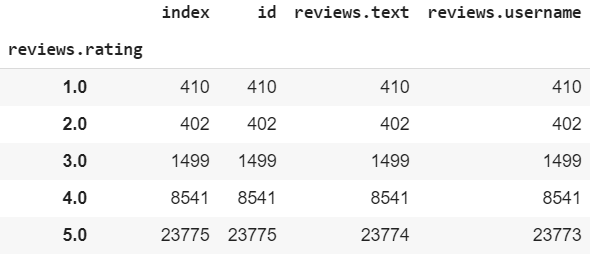 index id reviews.text reviews.username
reviews.rating
1.0 410 410 410 410
2.0 402 402 402 402
3.0 1499 1499 1499 1499
4.0 8541 8541 8541 8541
5.0 23775 23775 23774 23773